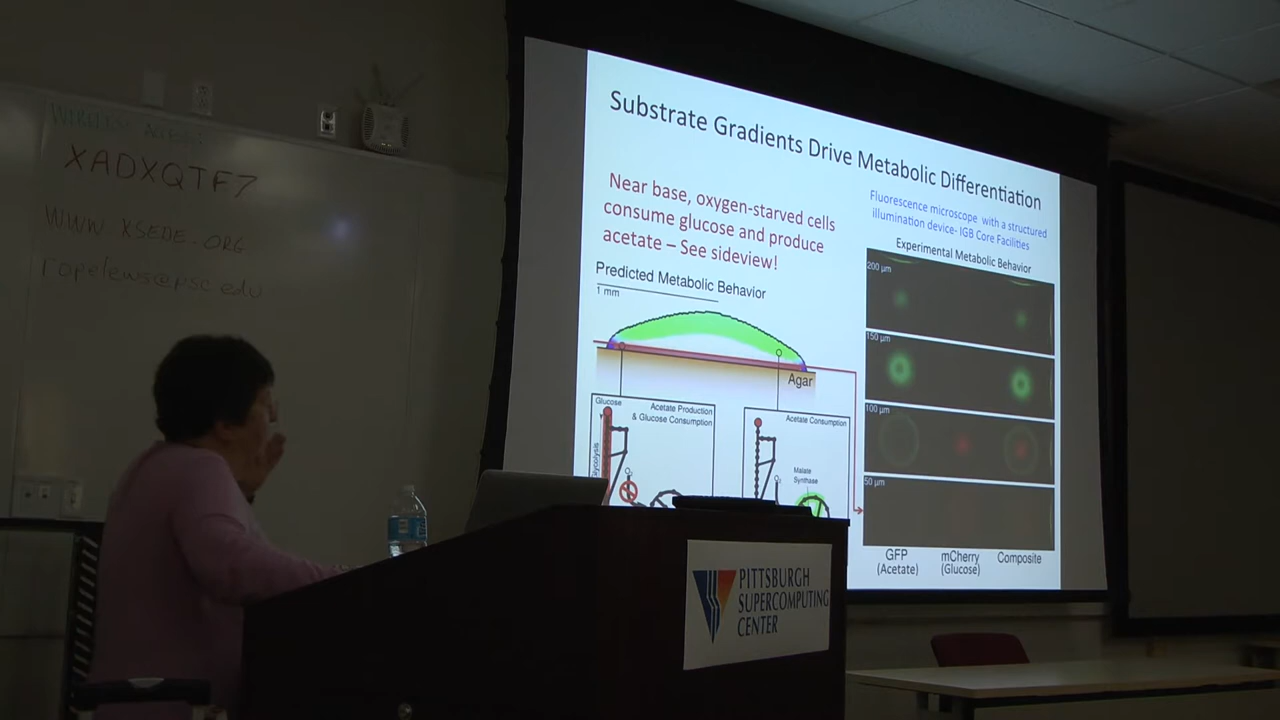 WIRELESS ACCESS:
XADXQTF7
WWW XSEDE.ORG
ropelews@psc.edu
Substrate Gradients Drive Metabolic Differentiation
Near base, oxygen-starved cells
consume glucose and produce
acetate – See sideview!
Predicted Metabolic Behavior
1 mm
Agar
Glucose
Acetate Production
& Glucose Consumption
Glycolysis
O₂
Acetate Consumption
Malate
Synthase
Fluorescence microscope with a structured
illumination device- IGB Core Facilities
Experimental Metabolic Behavior
200 µm
150 µm
100 µm
50 µm
GFP
(Acetate)
mCherry
(Glucose)
Composite
PITTSBURGH
SUPERCOMPUTING
CENTER